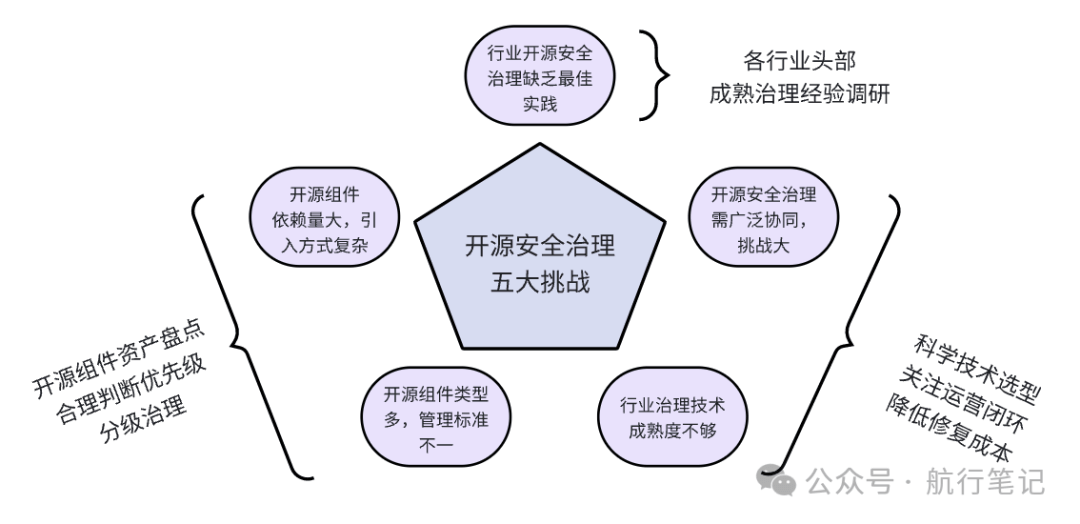 行业开源安全
治理缺乏最佳
实践
各行业头部
成熟治理经验调研
开源组件
依赖量大，引
入方式复杂
开源安全治理
需广泛协同，
挑战大
开源安全治理
五大挑战
开源组件资产盘点
合理判断优先级
分级治理
科学技术选型
关注运营闭环
降低修复成本
开源组件类型
多，管理标准
不一
行业治理技术
成熟度不够
公众号 · 航行笔记